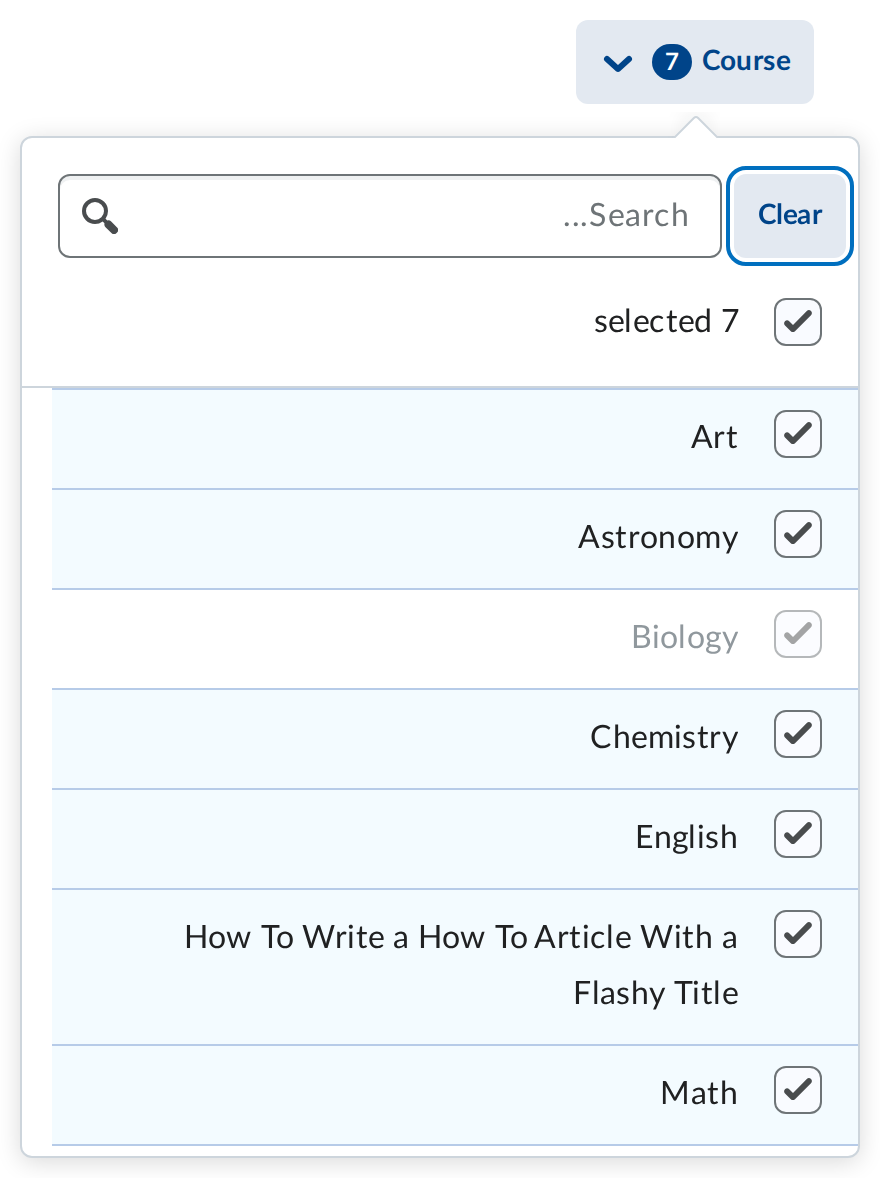 7 Course
...Search
Clear
selected 7
Art
Astronomy
Biology
Chemistry
English
How To Write a How To Article With a
Flashy Title
Math